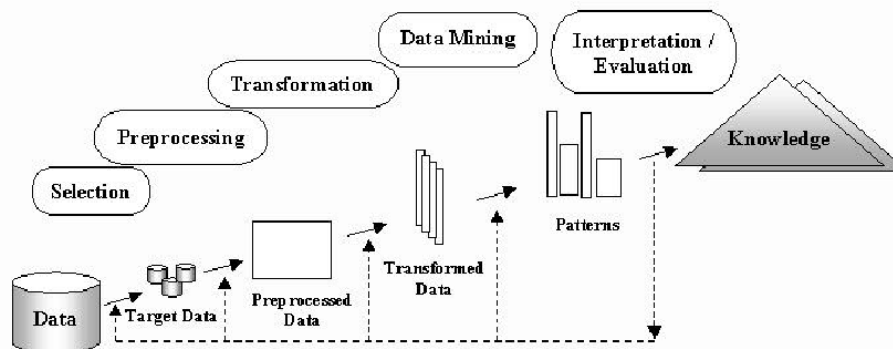 Data Mining
Interpretation /
Evaluation
Transformation
Preprocessing
Selection
Knowledge
Patterns
Transformed
Data
Preprocessed
Data
Target Data
Data